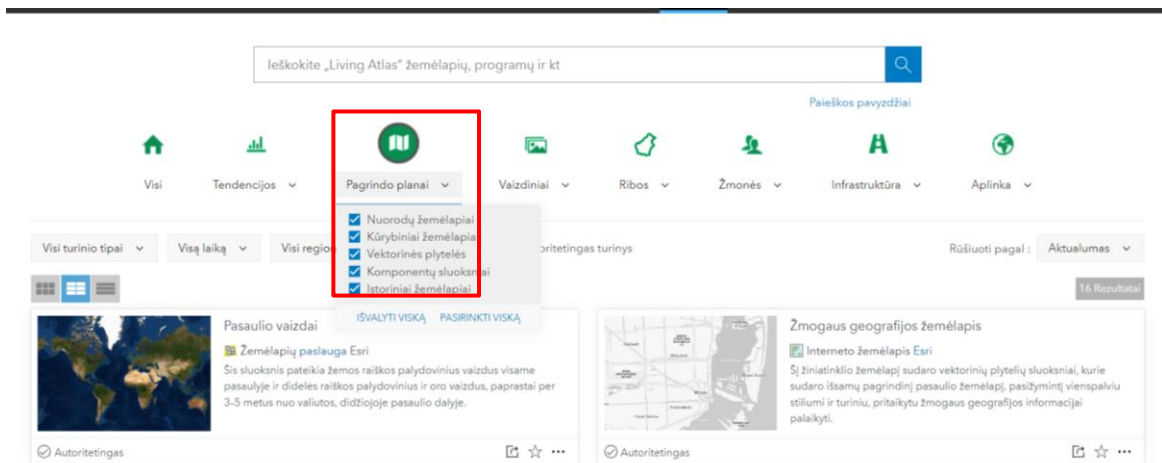 Ieškokite „Living Atlas" žemėlapių, programų ir kt
Paieškos pavyzdžiai
Visi
Tendencijos
Pagrindo planai
Vaizdiniai
Ribos
Žmonės
Infrastruktūra
Aplinka
Nuorodų žemėlapiai
Kūrybiniai žemėlapiai
Vektorinės plytelės
Komponentų sluoksniai
Istoriniai žemėlapiai
IŠVALYTI VISKĄ PASIRINKTI VISKĄ
Visi turinio tipai
Visą laiką
Visi regio
oritetingas turinys
Rūšiuoti pagal :
Aktualumas
16 Rezultatai
Pasaulio vaizdai
Žemėlapių paslauga Esri
Šis sluoksnis pateikia žemos raiškos palydovinius vaizdus visame
pasaulyje ir didelės raiškos palydovinius ir oro vaizdus, paprastai per
3–5 metus nuo valiutos, didžiojoje pasaulio dalyje.
Autoritetingas
Žmogaus geografijos žemėlapis
Interneto žemėlapis Esri
Šį žiniatinklio žemėlapį sudaro vektorinių plytelių sluoksniai, kurie
sudaro išsamų pagrindinį pasaulio žemėlapį, pasižymintį vienspalviu
stiliumi ir turiniu, pritaikytu žmogaus geografijos informacijai
palaikyti.
Autoritetingas